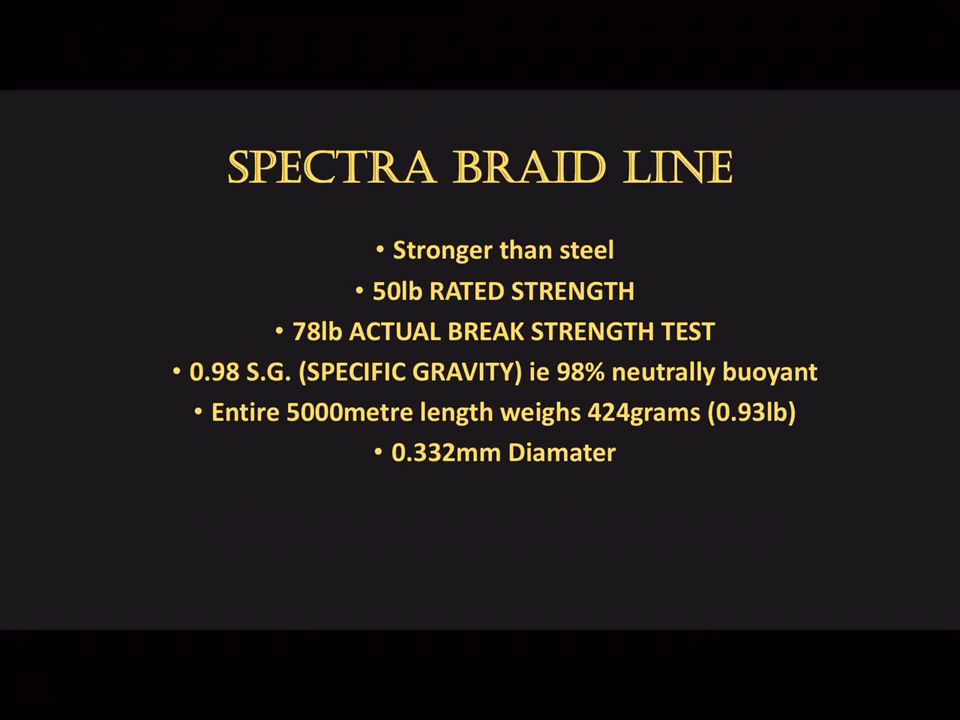 SPECTRA BRAID LINE
• Stronger than steel
• 50lb RATED STRENGTH
• 78lb ACTUAL BREAK STRENGTH TEST
• 0.98 S.G. (SPECIFIC GRAVITY) ie 98% neutrally buoyant
• Entire 5000metre length weighs 424grams (0.93lb)
• 0.332mm Diamater